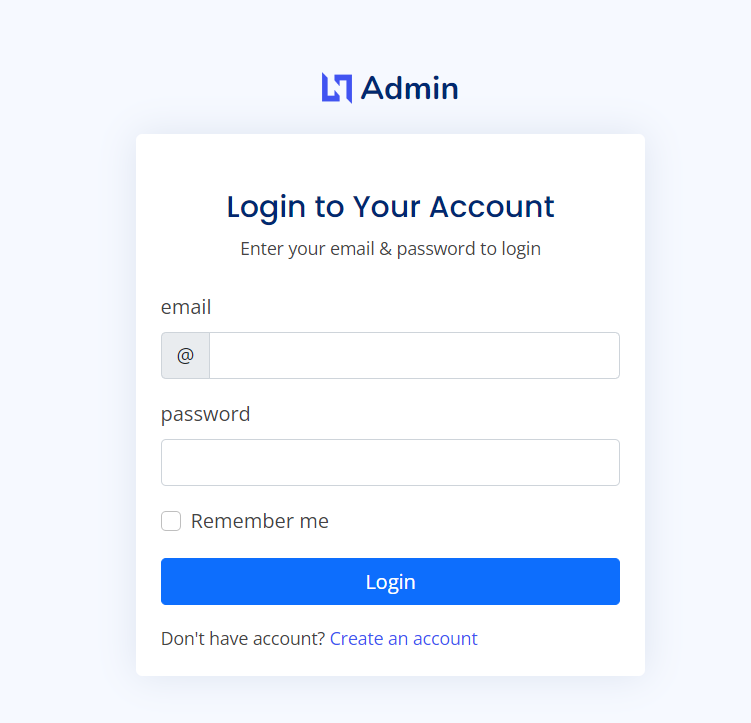 Admin
Login to Your Account
Enter your email & password to login
email
@
password
Remember me
Login
Don't have account? Create an account